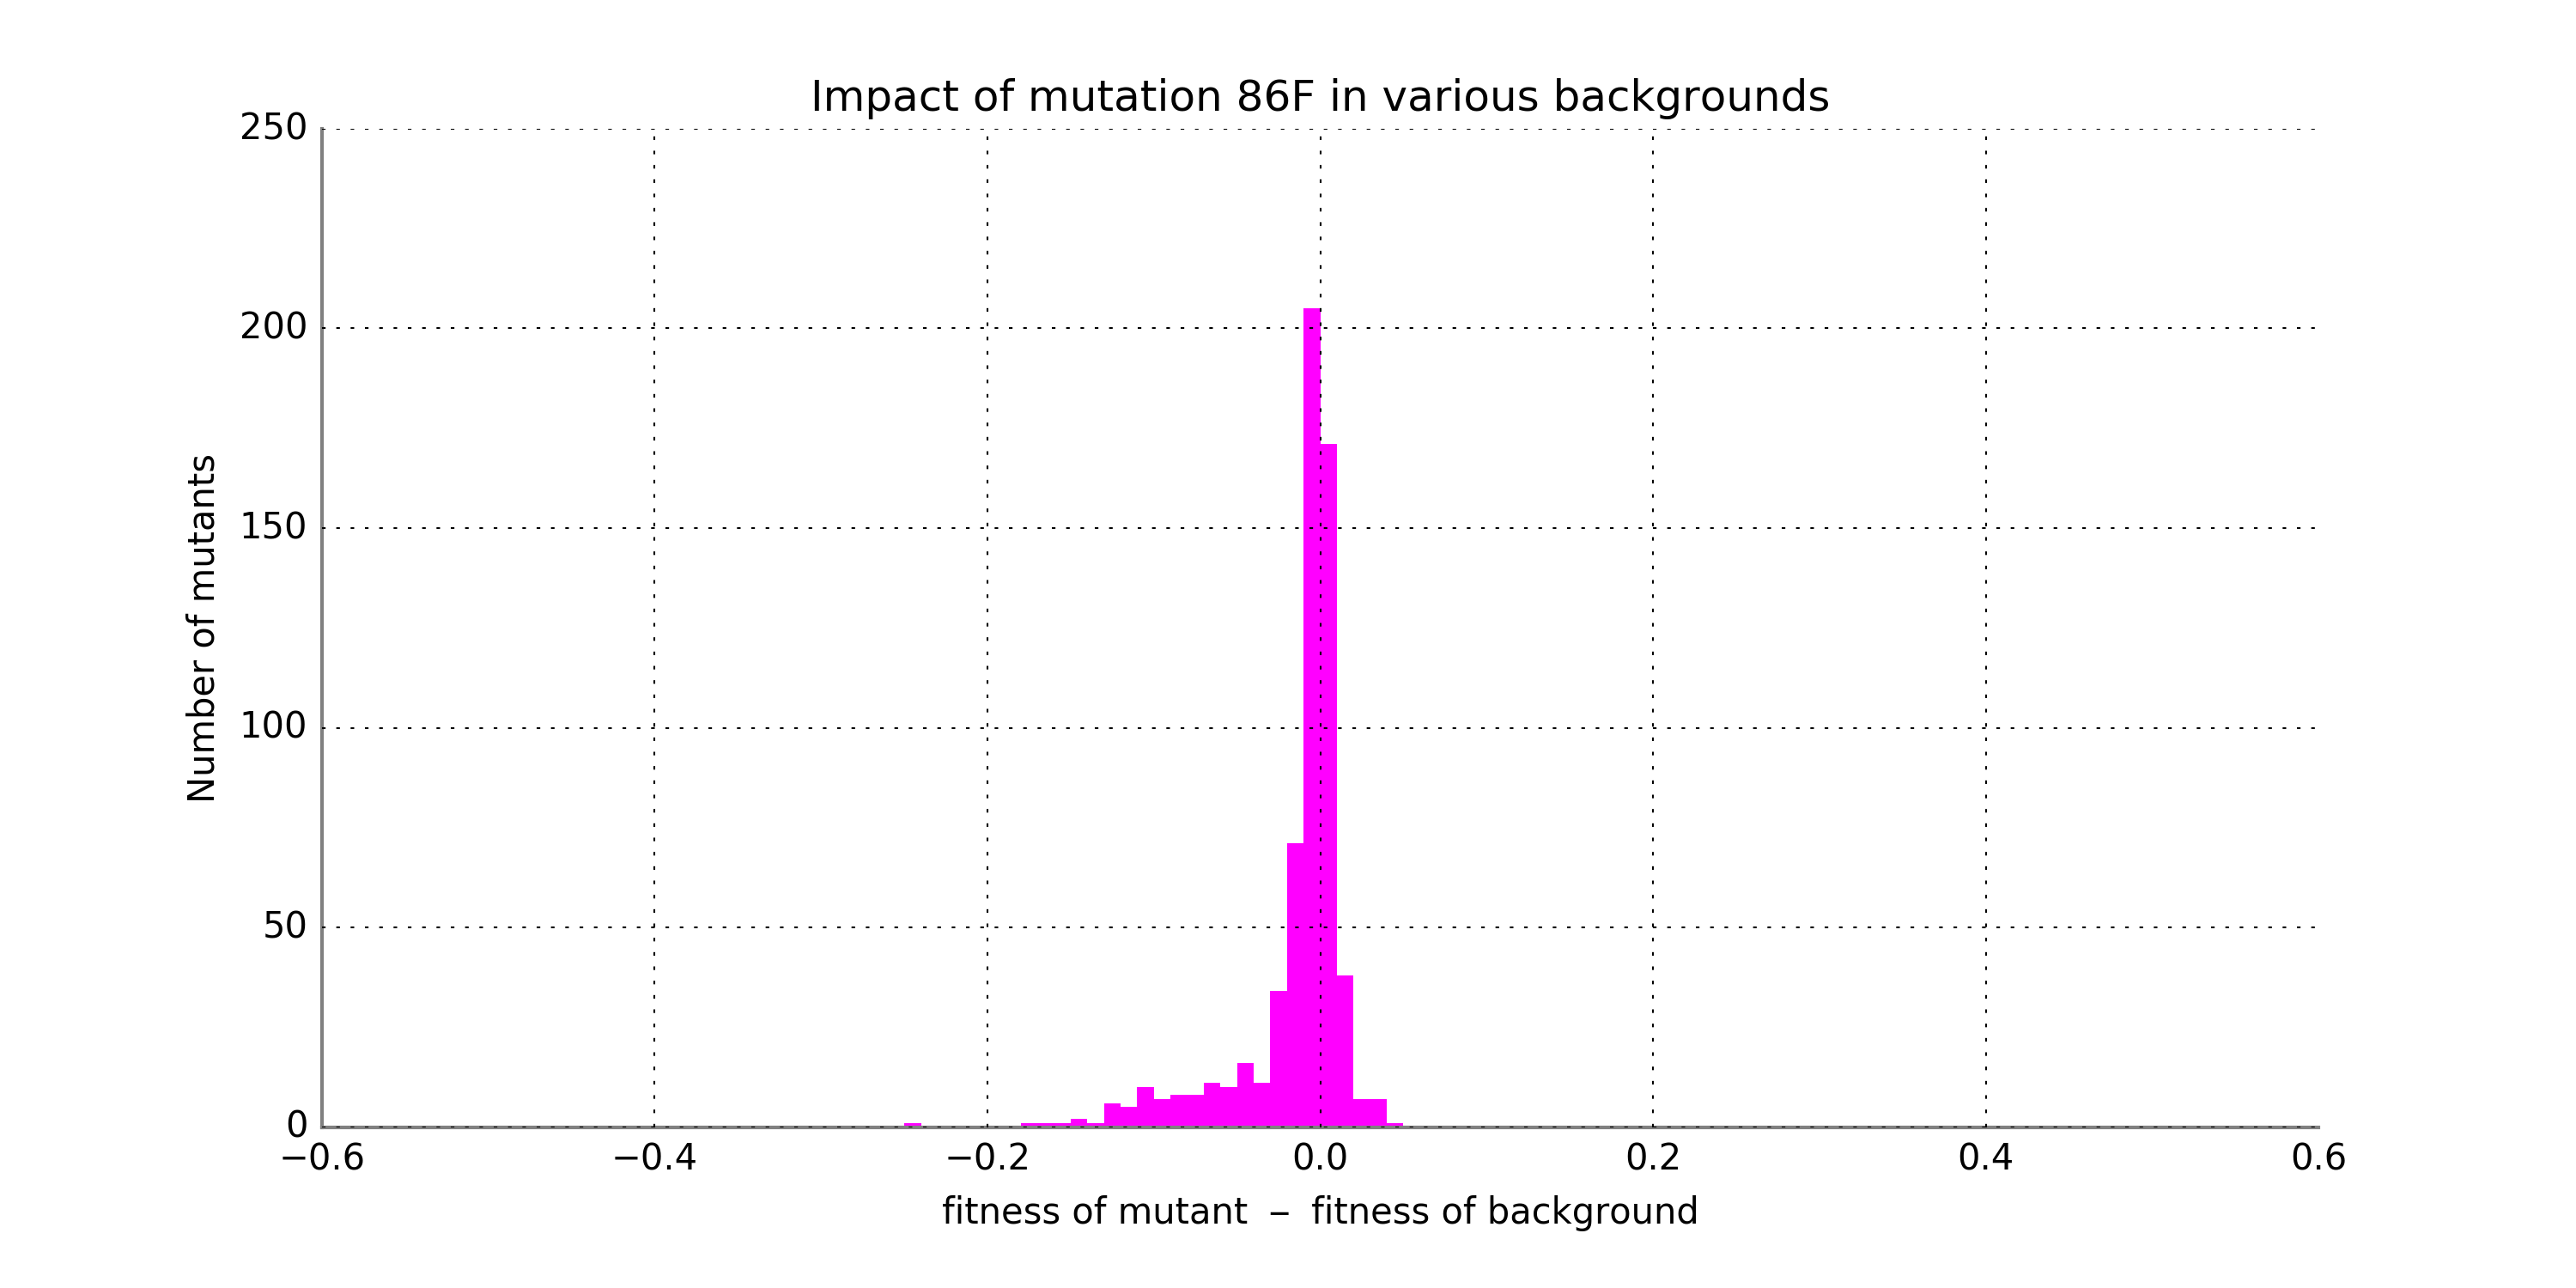 Impact of mutation 86F in various backgrounds
250
200
150
100
50
0
Number of mutants
−0.6 −0.4 −0.2 0.0 0.2 0.4 0.6
fitness of mutant − fitness of background